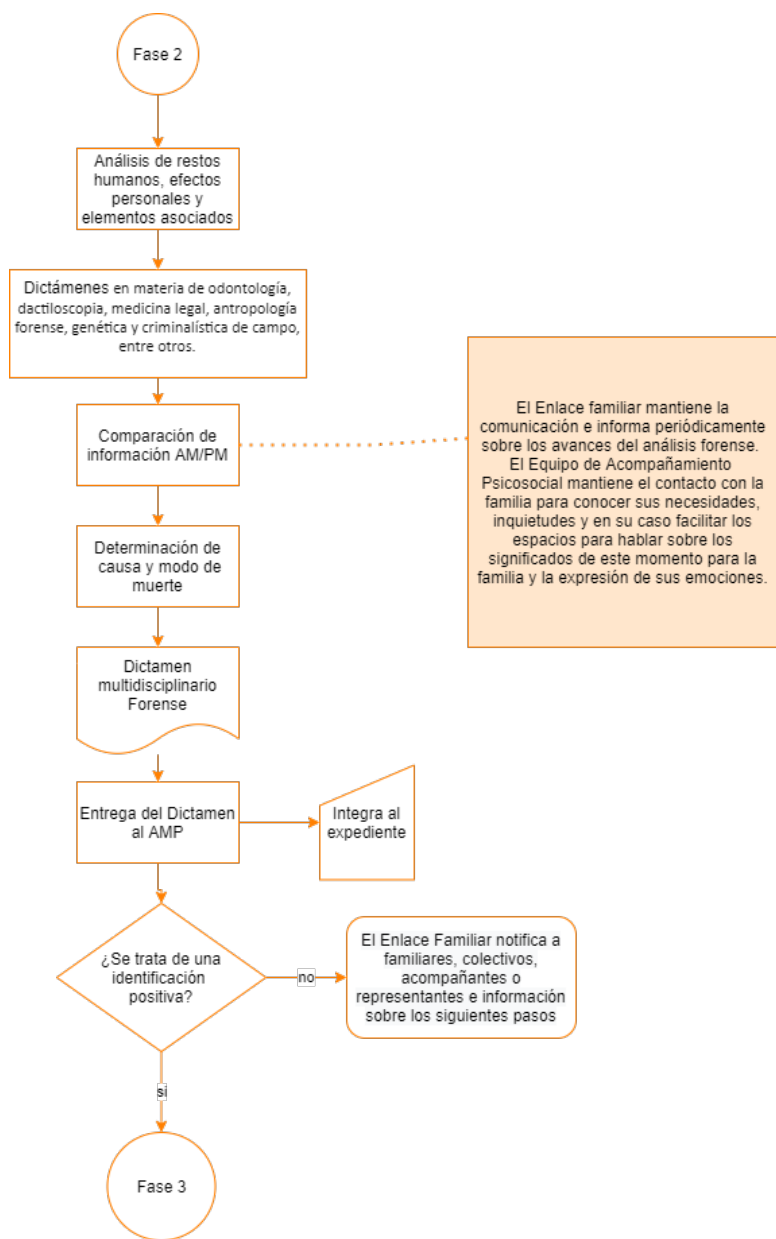 Fase 2
Análisis de restos
humanos, efectos
personales y
elementos asociados
Dictámenes en materia de odontología,
dactiloscopia, medicina legal, antropología
forense, genética y criminalística de campo,
entre otros.
Comparación de
información AM/PM
El Enlace familiar mantiene la
comunicación e informa periódicamente
sobre los avances del análisis forense.
El Equipo de Acompañamiento
Psicosocial mantiene el contacto con la
familia para conocer sus necesidades,
inquietudes y en su caso facilitar los
espacios para hablar sobre los
significados de este momento para la
familia y la expresión de sus emociones.
Determinación de
causa y modo de
muerte
Dictamen
multidisciplinario
Forense
Entrega del Dictamen
al AMP
Integra al
expediente
¿Se trata de una
identificación
positiva?
no
El Enlace Familiar notifica a
familiares, colectivos,
acompañantes o
representantes e información
sobre los siguientes pasos
si
Fase 3